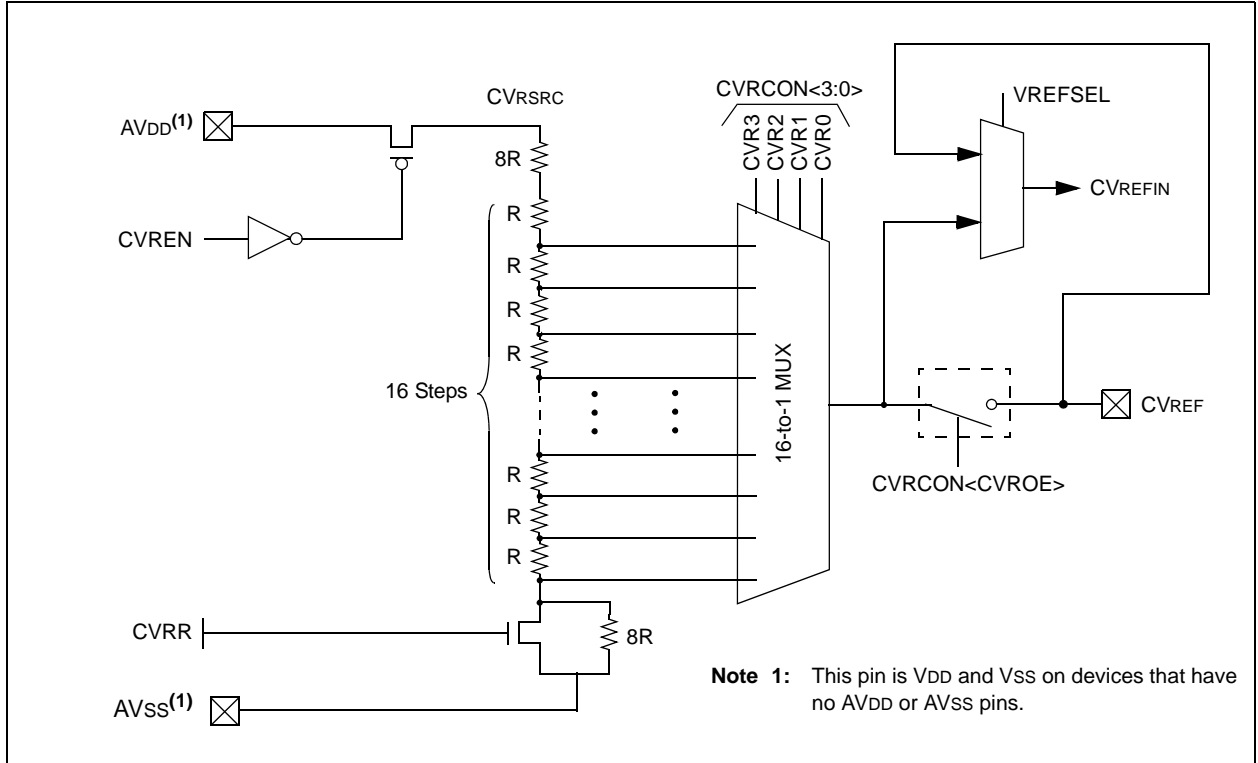 CVRSRC
CVRCON<3:0>
CVR3
CVR2
CVR1
CVR0
VREFSEL
AVDD(1)
8R
CVREFIN
CVREN
R
R
R
R
16 Steps
16-to-1 MUX
CVREF
R
R
R
CVRCON<CVROE>
CVRR
8R
AVSS(1)
Note 1: This pin is VDD and VSS on devices that have
no AVDD or AVSS pins.